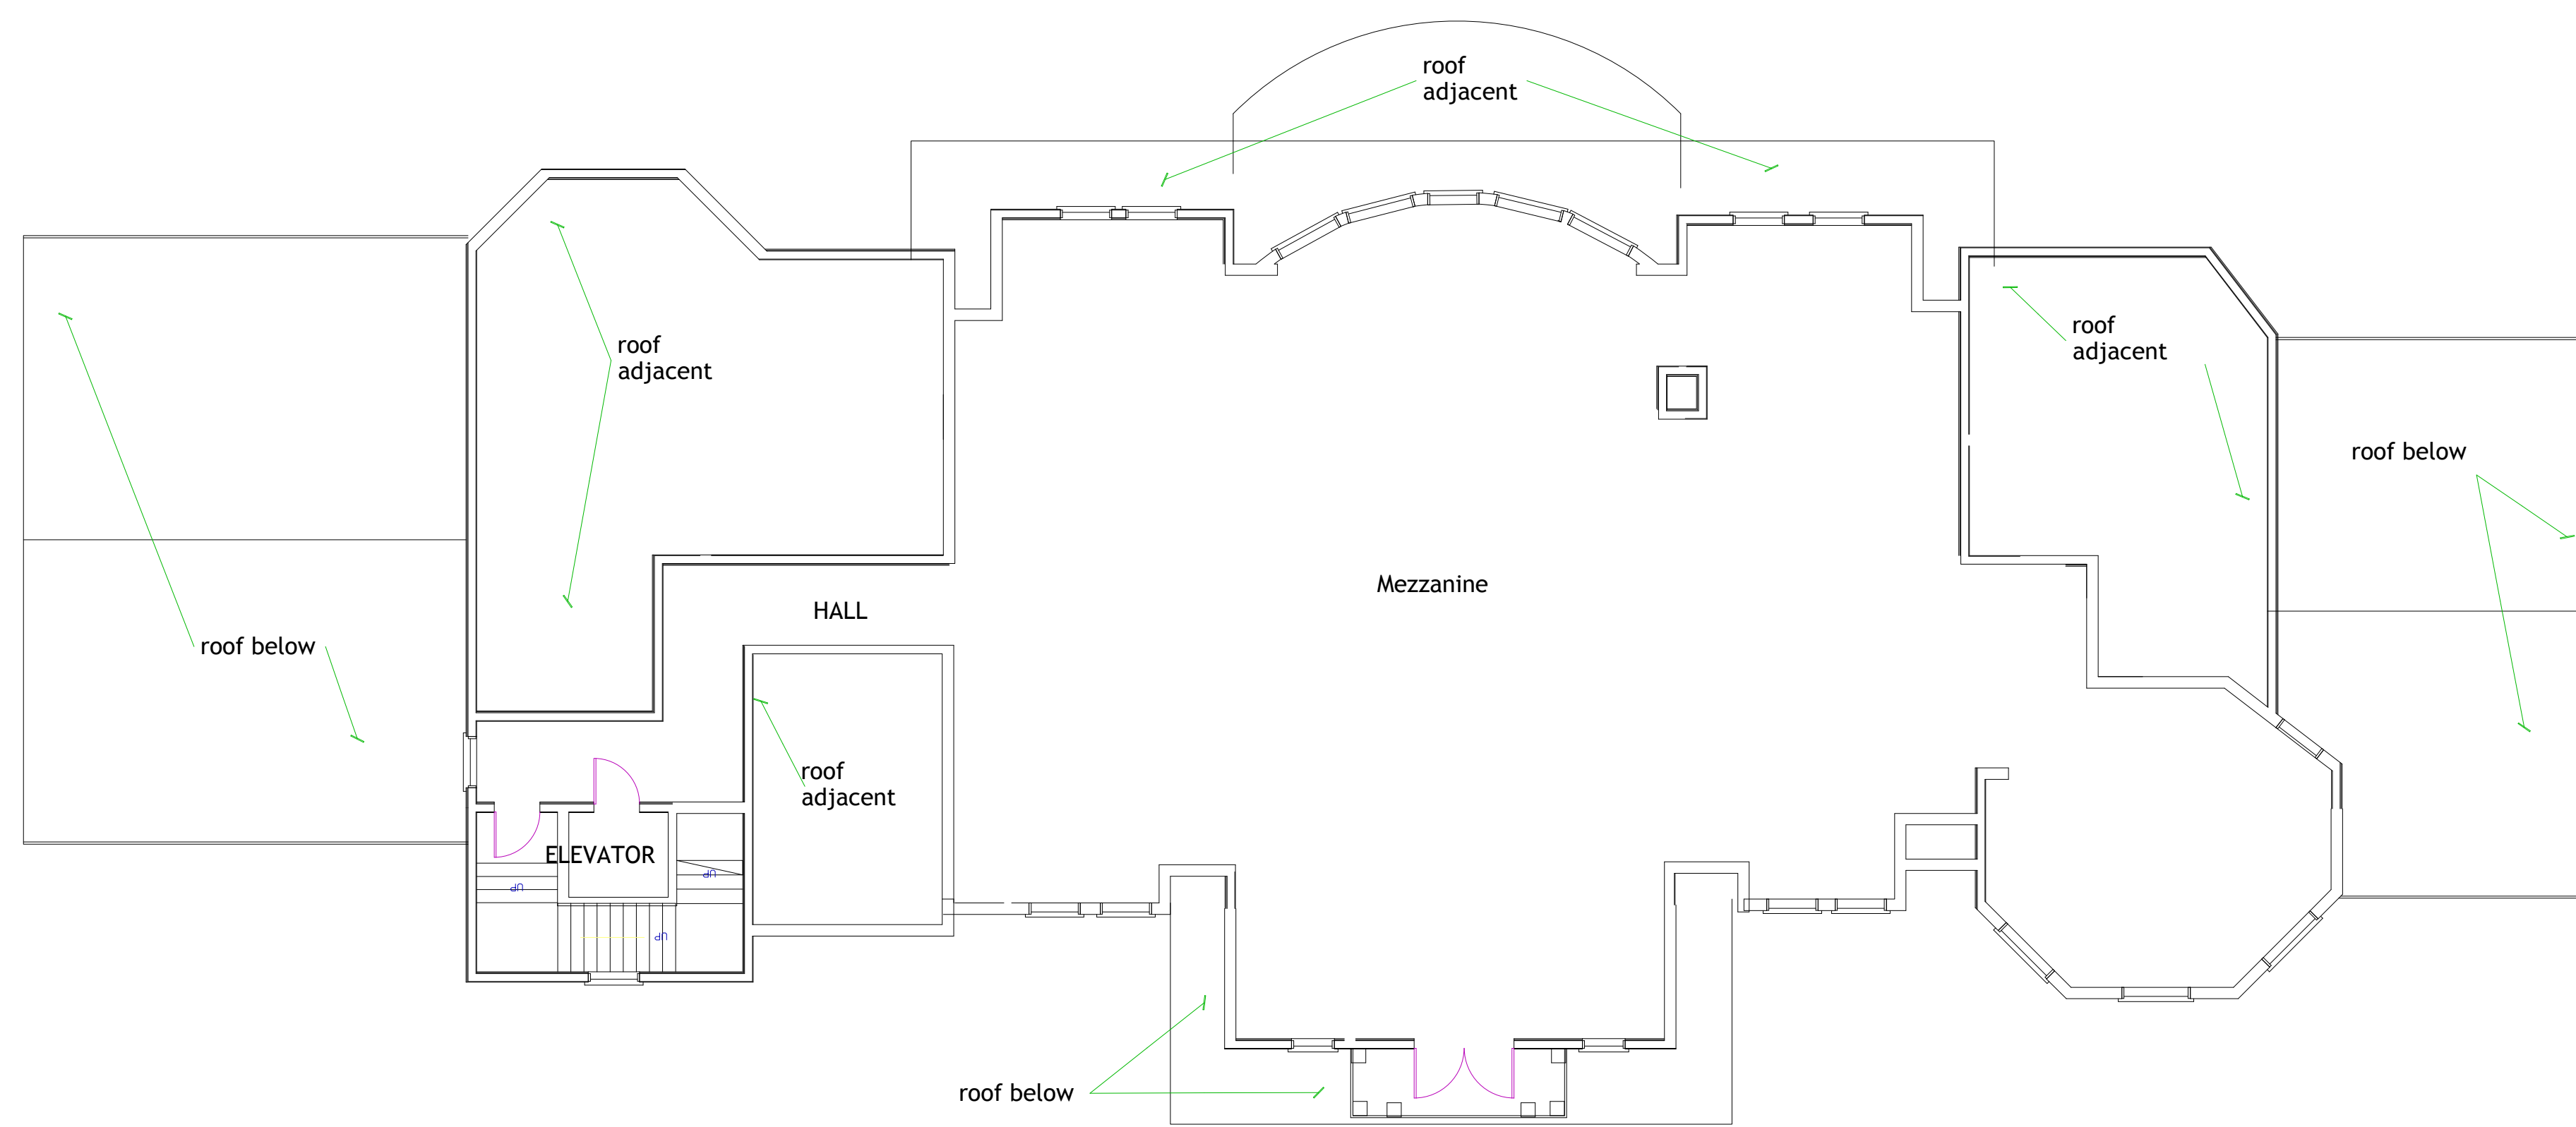 roof
adjacent
roof
adjacent
roof
adjacent
roof below
Mezzanine
HALL
roof below
roof
adjacent
ELEVATOR
UP
UP
UP
roof below